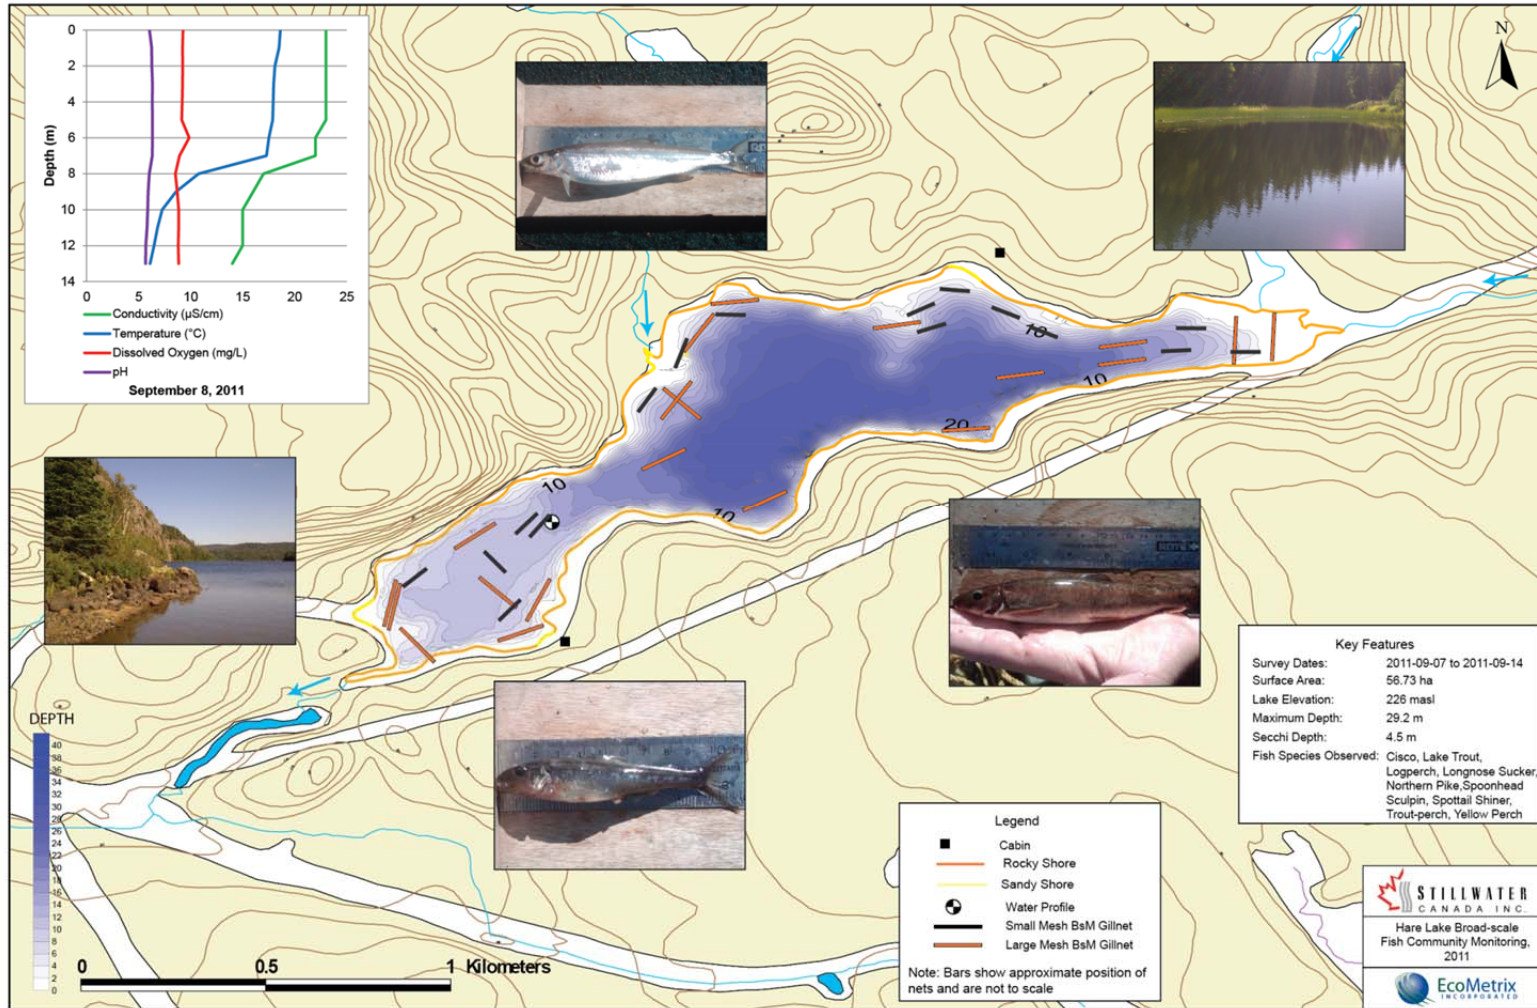 0
2
4
6
8
10
12
14
Depth (m)
0 5 10 15 20 25
Conductivity (µS/cm)
Temperature (°C)
Dissolved Oxygen (mg/L)
pH
September 8, 2011
N
10
10
20
10
10
DEPTH
40
38
36
34
32
30
28
26
24
22
20
18
16
14
12
10
8
6
4
2
0
0 0.5 1 Kilometers
Key Features
Survey Dates: 2011-09-07 to 2011-09-14
Surface Area: 56.73 ha
Lake Elevation: 226 masl
Maximum Depth: 29.2 m
Secchi Depth: 4.5 m
Fish Species Observed: Cisco, Lake Trout,
Logperch, Longnose Sucker,
Northern Pike,Spoonhead
Sculpin, Spottail Shiner,
Trout-perch, Yellow Perch
Legend
Cabin
Rocky Shore
Sandy Shore
Water Profile
Small Mesh BsM Gillnet
Large Mesh BsM Gillnet
Note: Bars show approximate position of
nets and are not to scale
STILLWATER
CANADA INC.
Hare Lake Broad-scale
Fish Community Monitoring,
2011
EcoMetrix
INCORPORATED